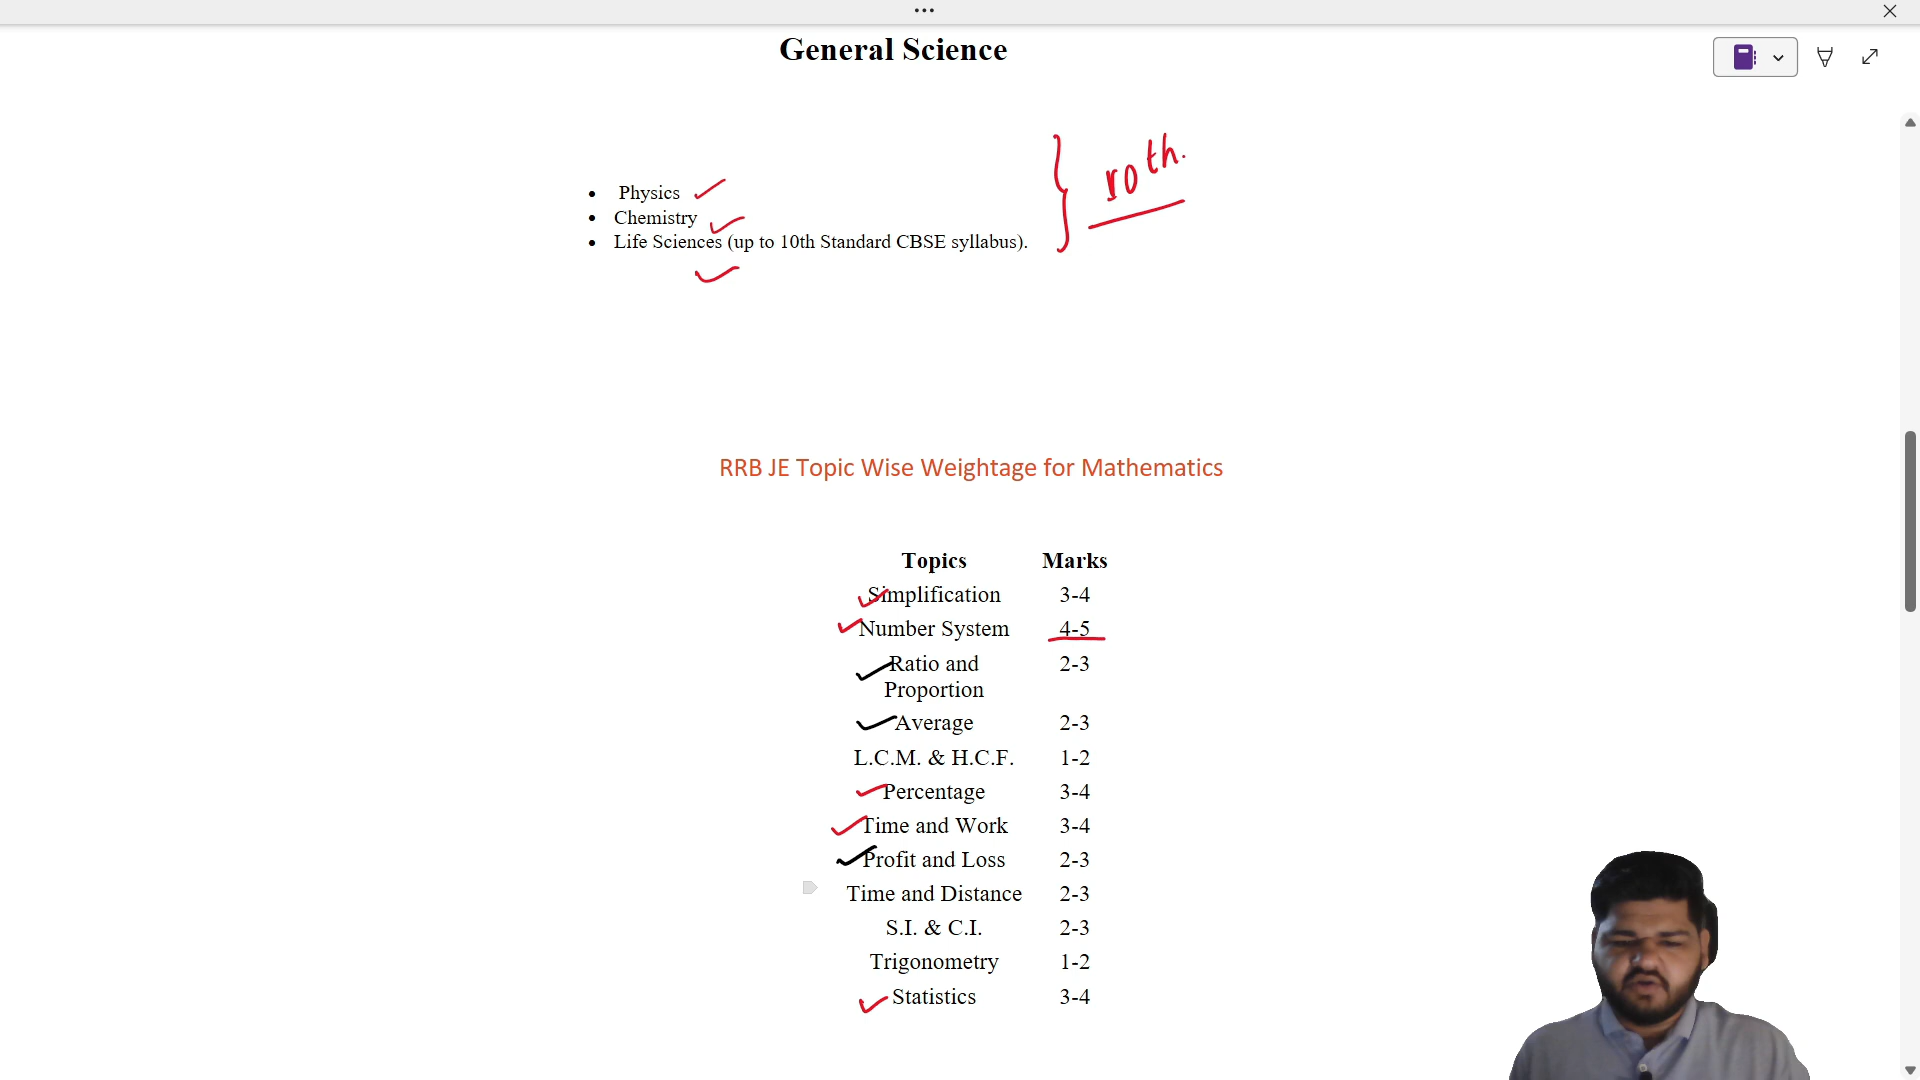 General Science
• Physics
• Chemistry
• Life Sciences (up to 10th Standard CBSE syllabus).
10th.
RRB JE Topic Wise Weightage for Mathematics
Topics Marks
Simplification 3-4
Number System 4-5
Ratio and 2-3
Proportion
Average 2-3
L.C.M. & H.C.F. 1-2
Percentage 3-4
Time and Work 3-4
Profit and Loss 2-3
Time and Distance 2-3
S.I. & C.I. 2-3
Trigonometry 1-2
Statistics 3-4